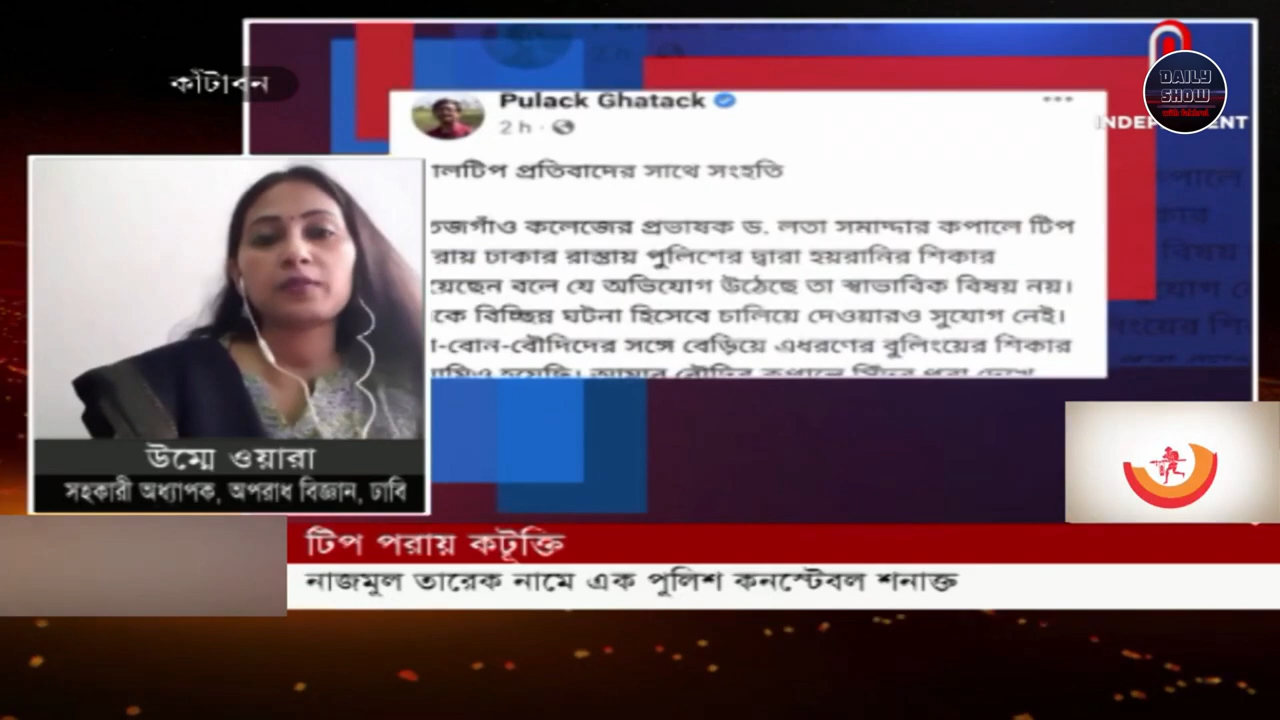 কাঁটাবন
Pulack Ghatack
2 h
DAILY
SHOW
INDEPENDENT
লটিপ প্রতিবাদের সাথে সংহতি
জগাঁও কলেজের প্রভাষক ড. লতা সমাদ্দার কপালে টিপ
রায় ঢাকার রাস্তায় পুলিশের দ্বারা হয়রানির শিকার
য়েছেন বলে যে অভিযোগ উঠেছে তা স্বাভাবিক বিষয় নয়।
কে বিচ্ছিন্ন ঘটনা হিসেবে চালিয়ে দেওয়ারও সুযোগ নেই।
-বোন-বৌদিদের সঙ্গে বেড়িয়ে এধরণের বুলিংয়ের শিকার
উম্মে ওয়ারা
সহকারী অধ্যাপক, অপরাধ বিজ্ঞান, ঢাবি
টিপ পরায় কটূক্তি
নাজমুল তারেক নামে এক পুলিশ কনস্টেবল শনাক্ত